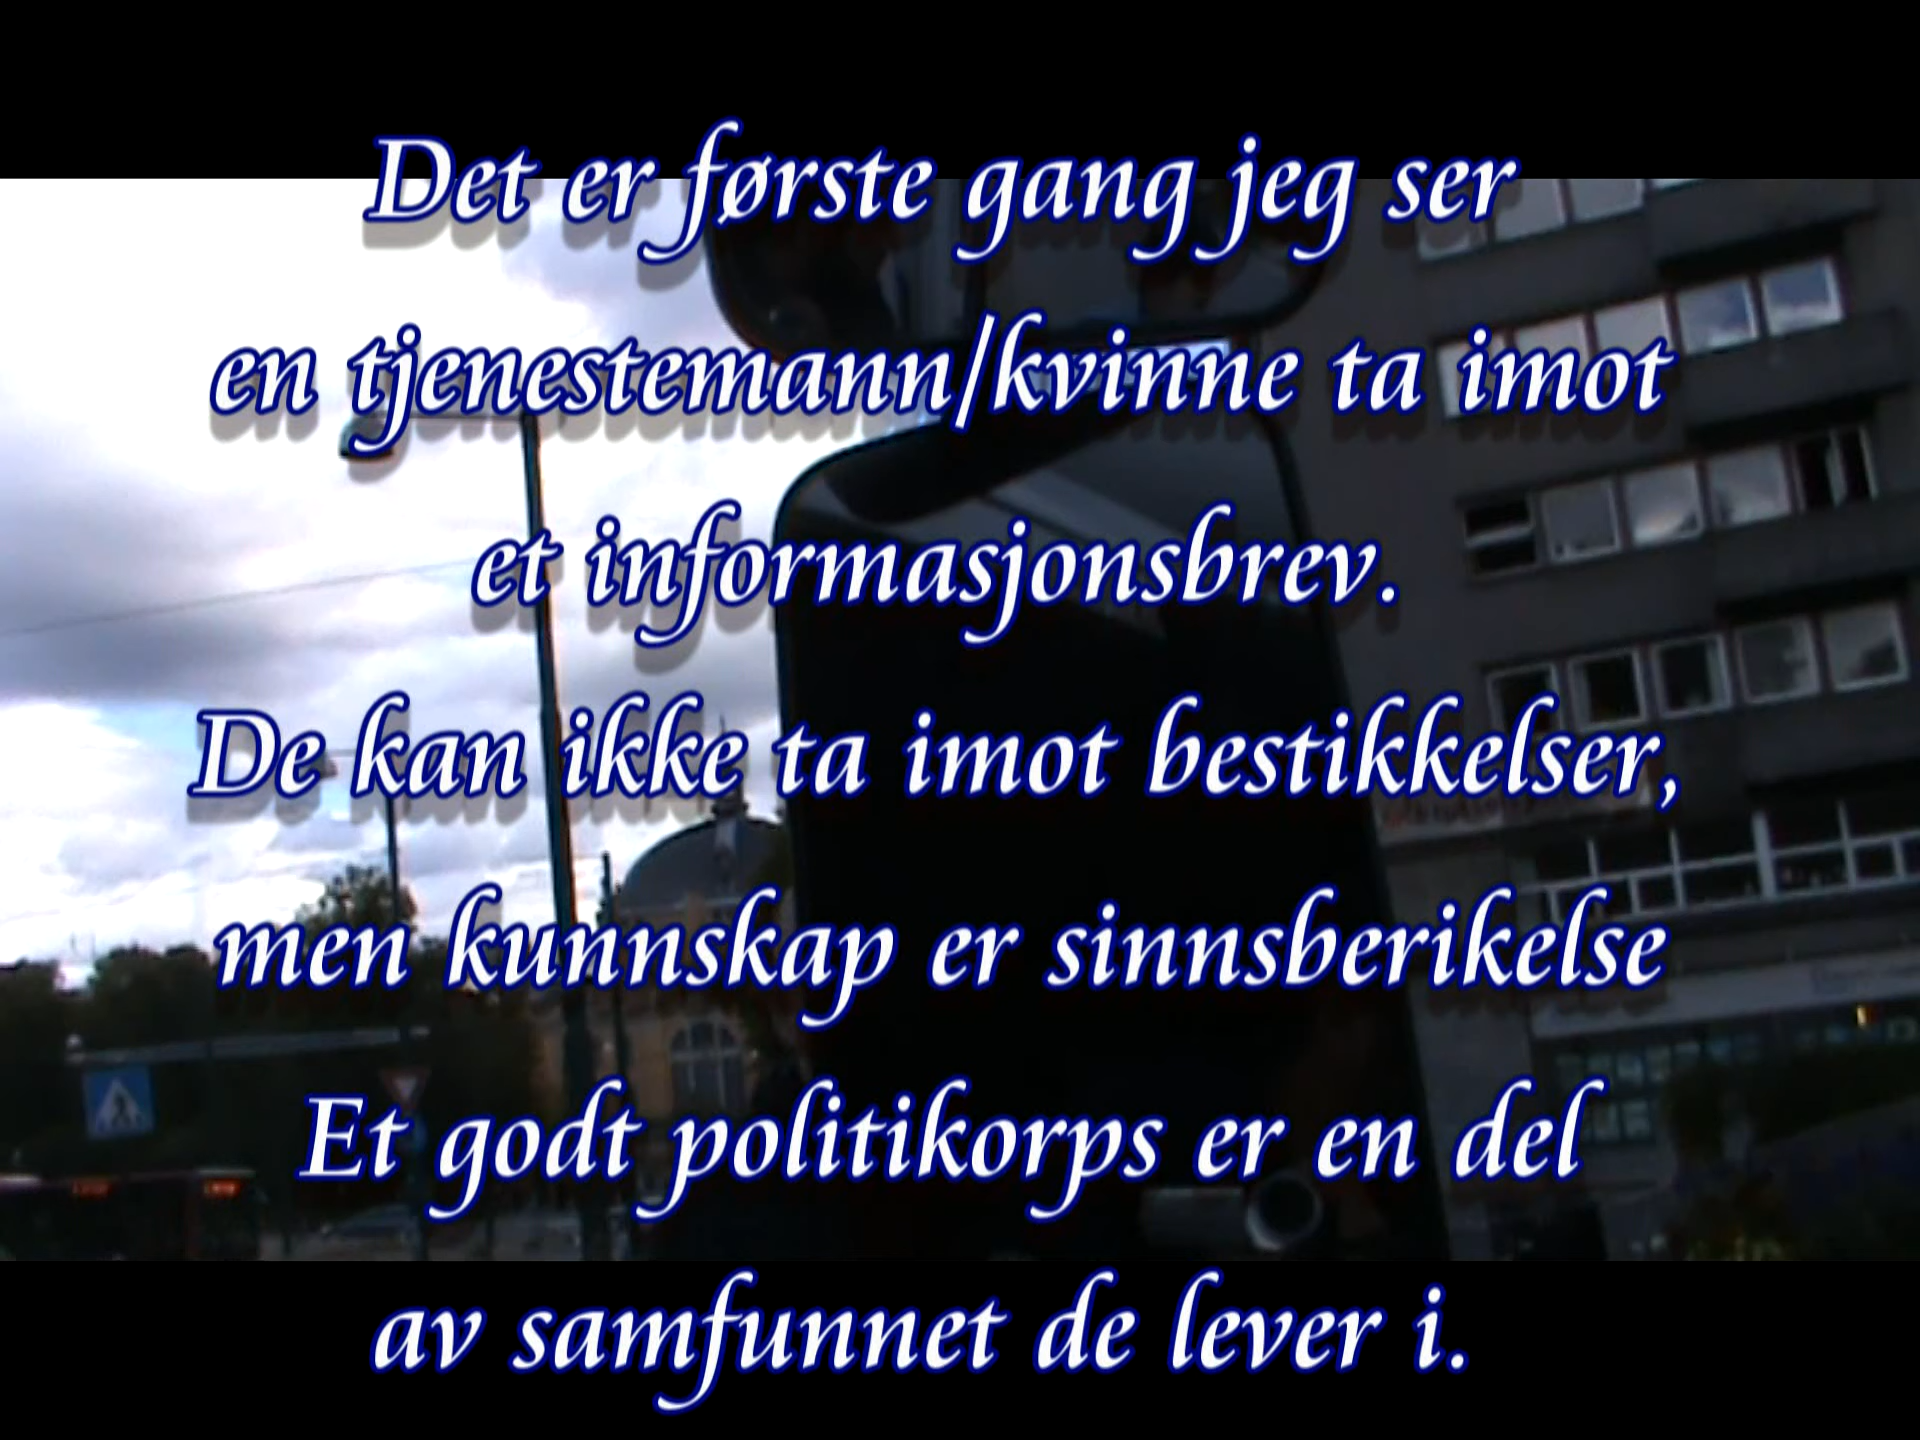 Det er første gang jeg ser
en tjenestemann/kvinne ta imot
et informasjonsbrev.
De kan ikke ta imot bestikkelser,
men kunnskap er sinnsberikelse
Et godt politikorps er en del
av samfunnet de lever i.